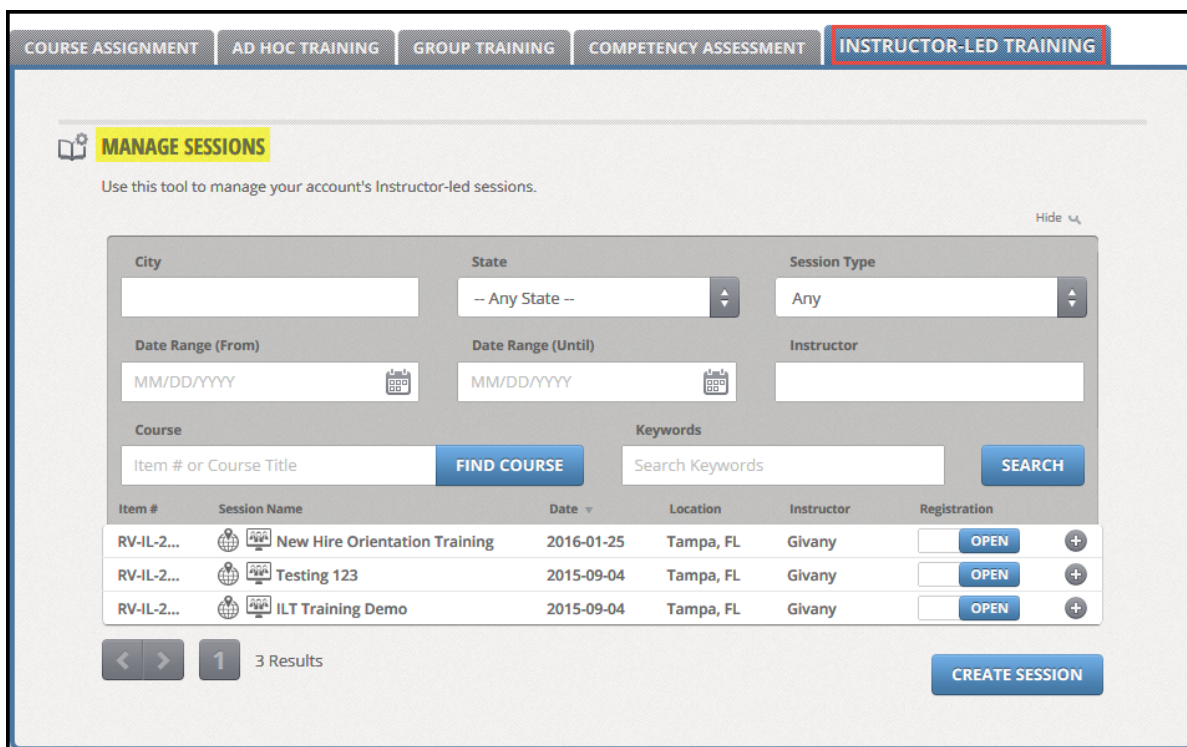 COURSE ASSIGNMENT AD HOC TRAINING GROUP TRAINING COMPETENCY ASSESSMENT INSTRUCTOR-LED TRAINING
MANAGE SESSIONS
Use this tool to manage your account's Instructor-led sessions.
Hide
City State Session Type
-- Any State -- Any
Date Range (From) Date Range (Until) Instructor
MM/DD/YYYY MM/DD/YYYY
Course Keywords
Item # or Course Title FIND COURSE Search Keywords SEARCH
Item # Session Name Date Location Instructor Registration
RV-IL-2... New Hire Orientation Training 2016-01-25 Tampa, FL Givany OPEN
RV-IL-2... Testing 123 2015-09-04 Tampa, FL Givany OPEN
RV-IL-2... ILT Training Demo 2015-09-04 Tampa, FL Givany OPEN
1 3 Results
CREATE SESSION